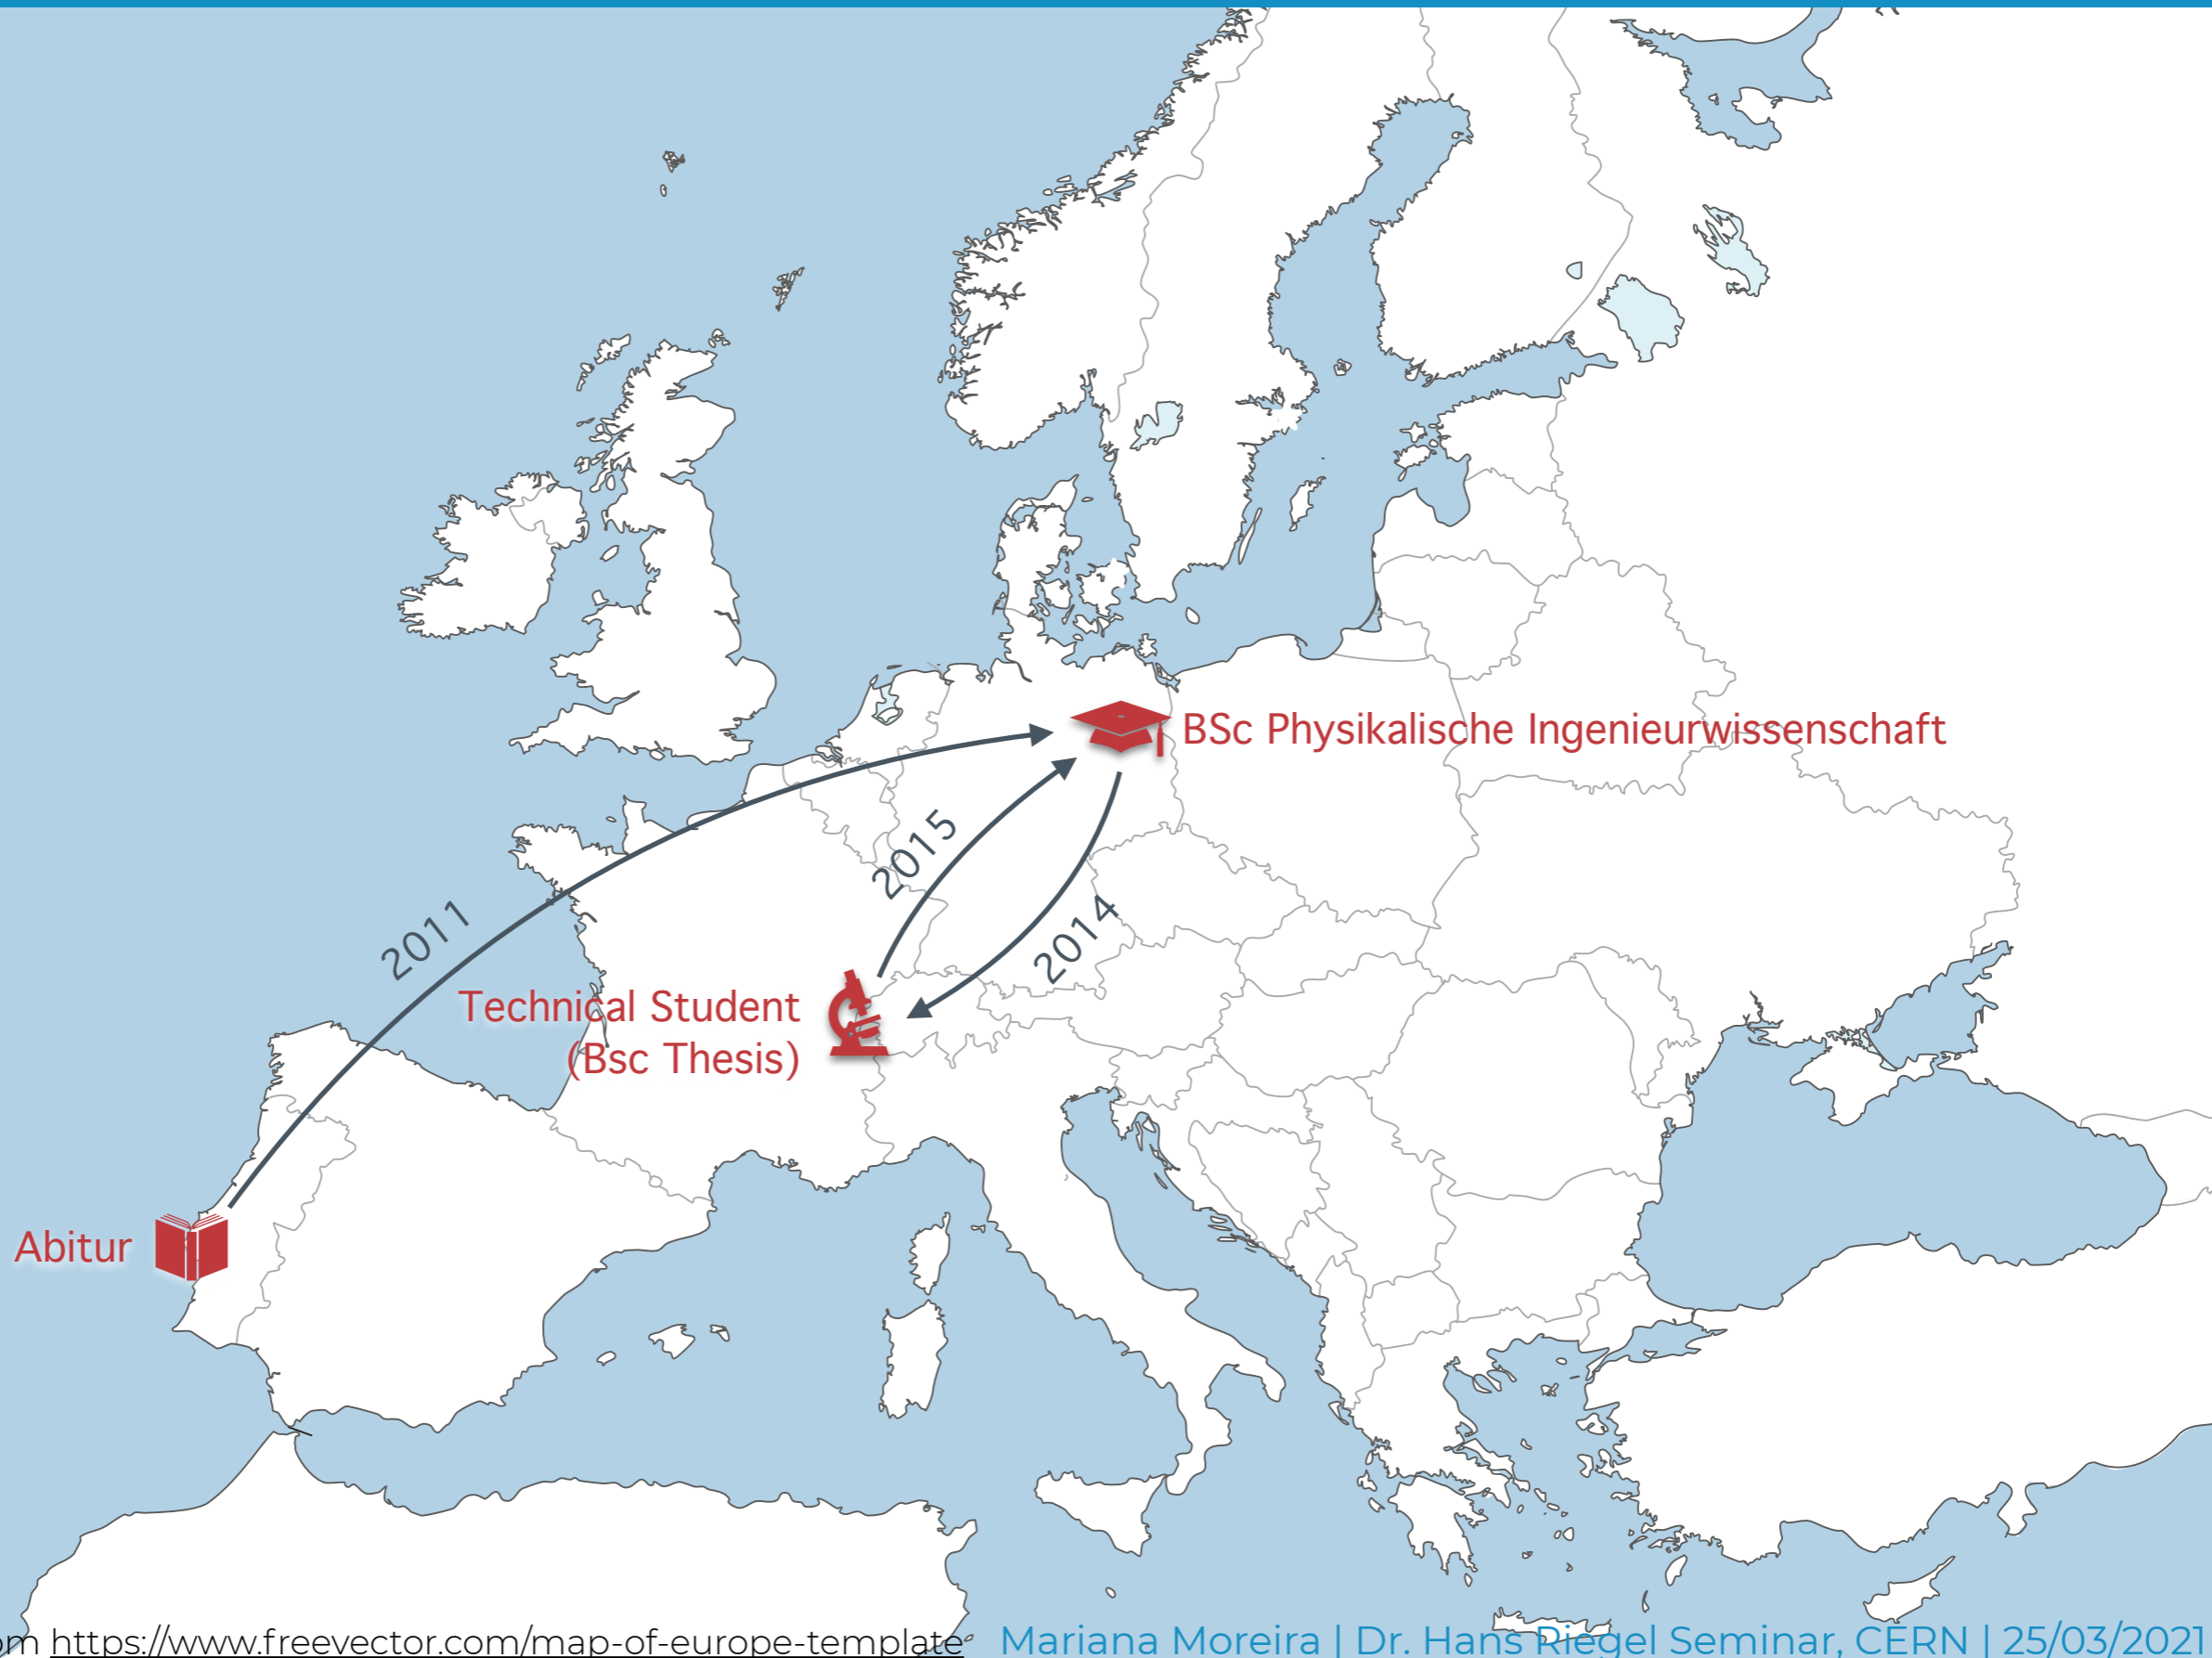 BSc Physikalische Ingenieurwissenschaft
2015
2014
2011
Technical Student
(Bsc Thesis)
Abitur
https://www.freevector.com/map-of-europe-template
Mariana Moreira | Dr. Hans Riegel Seminar, CERN | 25/03/2021